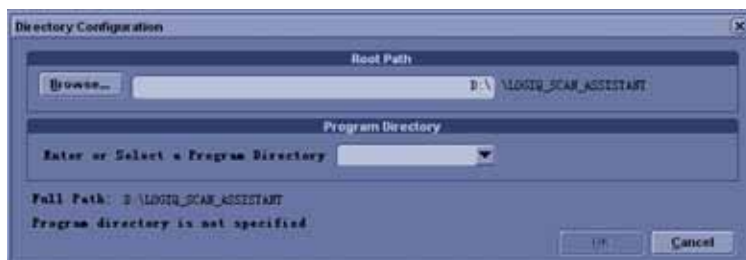 Directory Configuration
Root Path
Browse... D:\ \LOGIQ_SCAN_ASSISTANT
Program Directory
Enter or Select a Program Directory
Full Path: D:\LOGIQ_SCAN_ASSISTANT
Program directory is not specified
OK Cancel